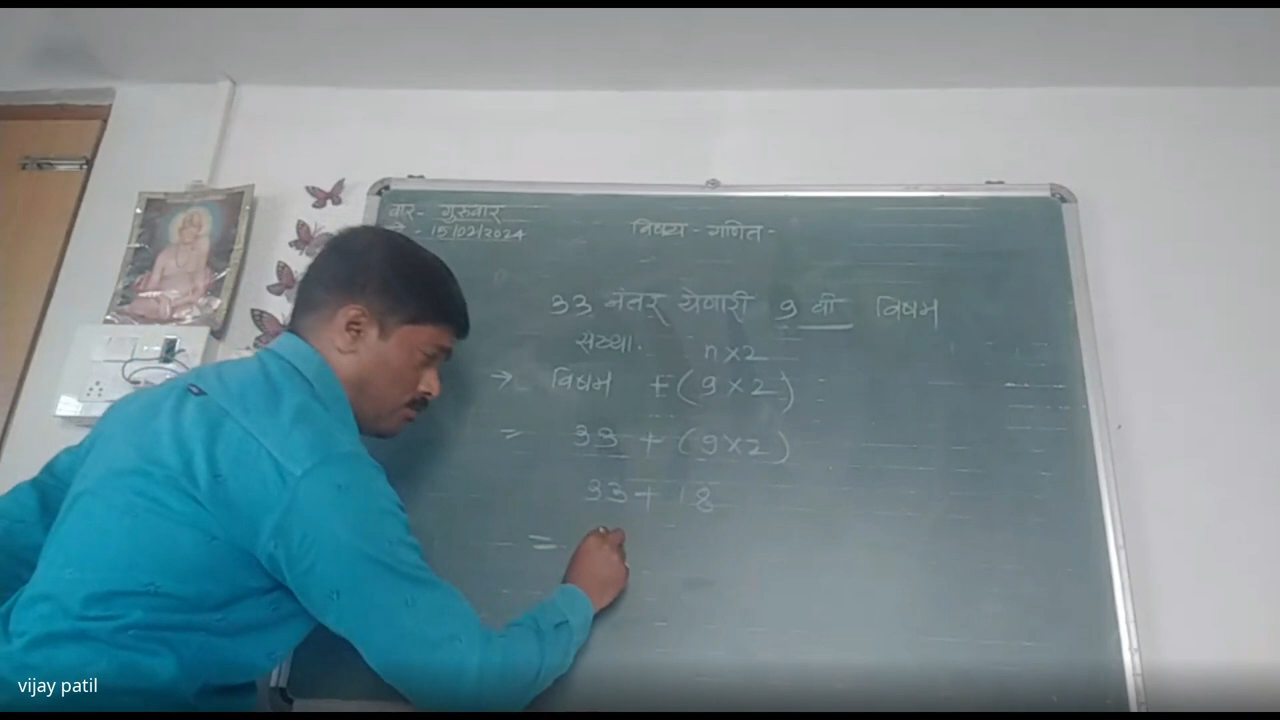 वार- गुरुवार
- 15/02/2024
विषय - गणित -
33 नंतर येणारी 9 वी विषम
संख्या. n×2
→ विषम + (9×2)
= 33 + (9×2)
33 + 18
=
vijay patil